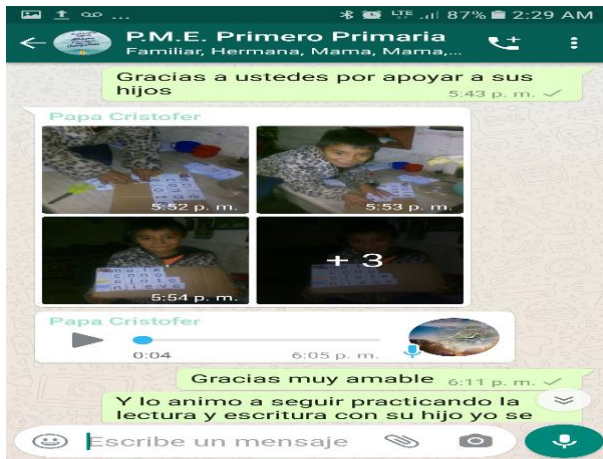 LTE 87% 2:29 AM
P.M.E. Primero Primaria
Familiar, Hermana, Mama, Mama,...
Gracias a ustedes por apoyar a sus
hijos
5:43 p. m.
Papa Cristofer
5:52 p. m.
5:53 p. m.
5:54 p. m.
+ 3
Papa Cristofer
0:04
6:05 p. m.
Gracias muy amable 6:11 p. m.
Y lo animo a seguir practicando la
lectura y escritura con su hijo yo se
Escribe un mensaje